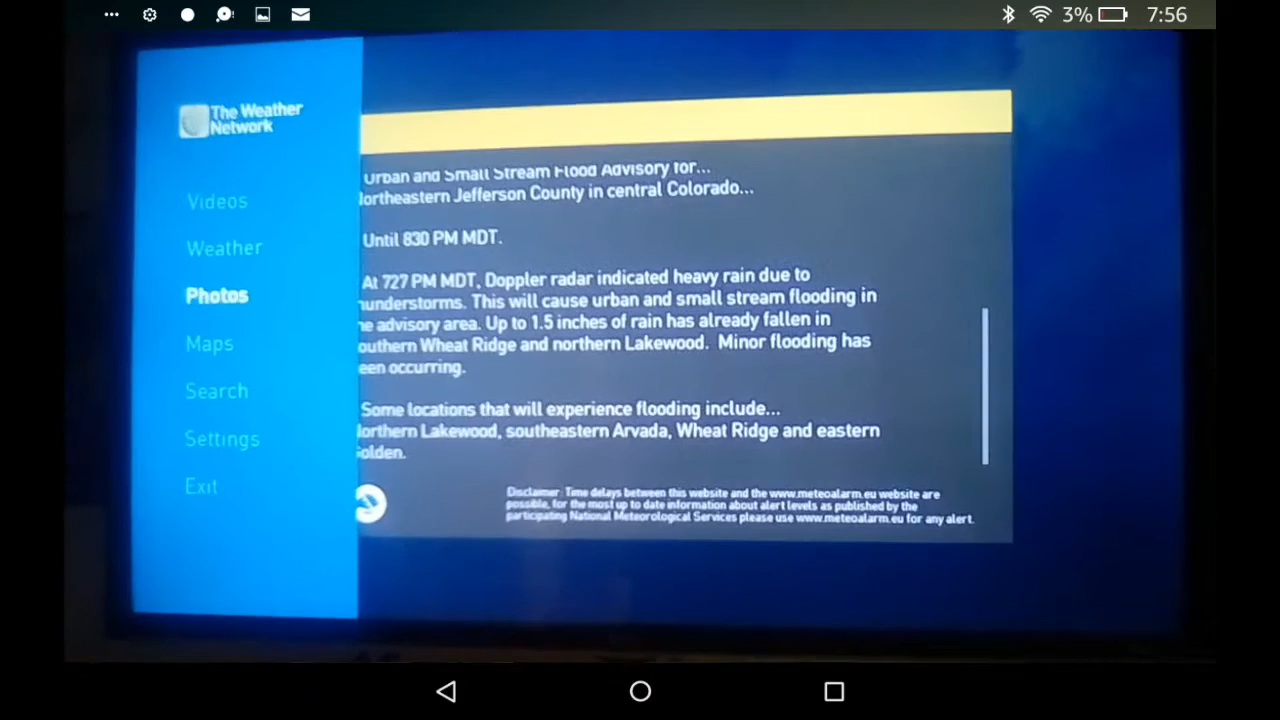 3% 7:56
The Weather
Network
Videos
Weather
Photos
Maps
Search
Settings
Exit
Urban and Small Stream Flood Advisory for...
ortheastern Jefferson County in central Colorado...
Until 830 PM MDT.
At 727 PM MDT, Doppler radar indicated heavy rain due to
understorms. This will cause urban and small stream flooding in
e advisory area. Up to 1.5 inches of rain has already fallen in
outhern Wheat Ridge and northern Lakewood. Minor flooding has
een occurring.
Some locations that will experience flooding include...
orthern Lakewood, southeastern Arvada, Wheat Ridge and eastern
olden.
Disclaimer: Time delays between this website and the www.meteoalarm.eu website are
possible, for the most up to date information about alert levels as published by the
participating National Meteorological Services please use www.meteoalarm.eu for any alert.